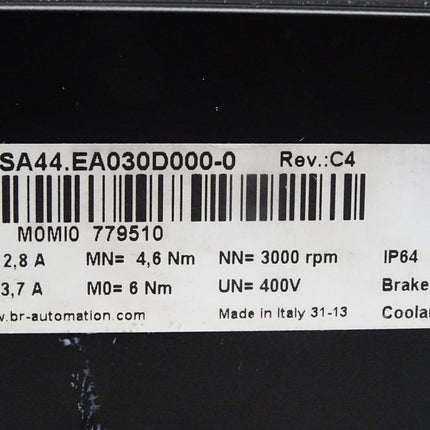 SA44.EA030D000-0 Rev.:C4
M0MI0 779510
2,8 A MN= 4,6 Nm NN= 3000 rpm IP64
3,7 A M0= 6 Nm UN= 400V Brake
w.br-automation.com Made in Italy 31-13 Coolan